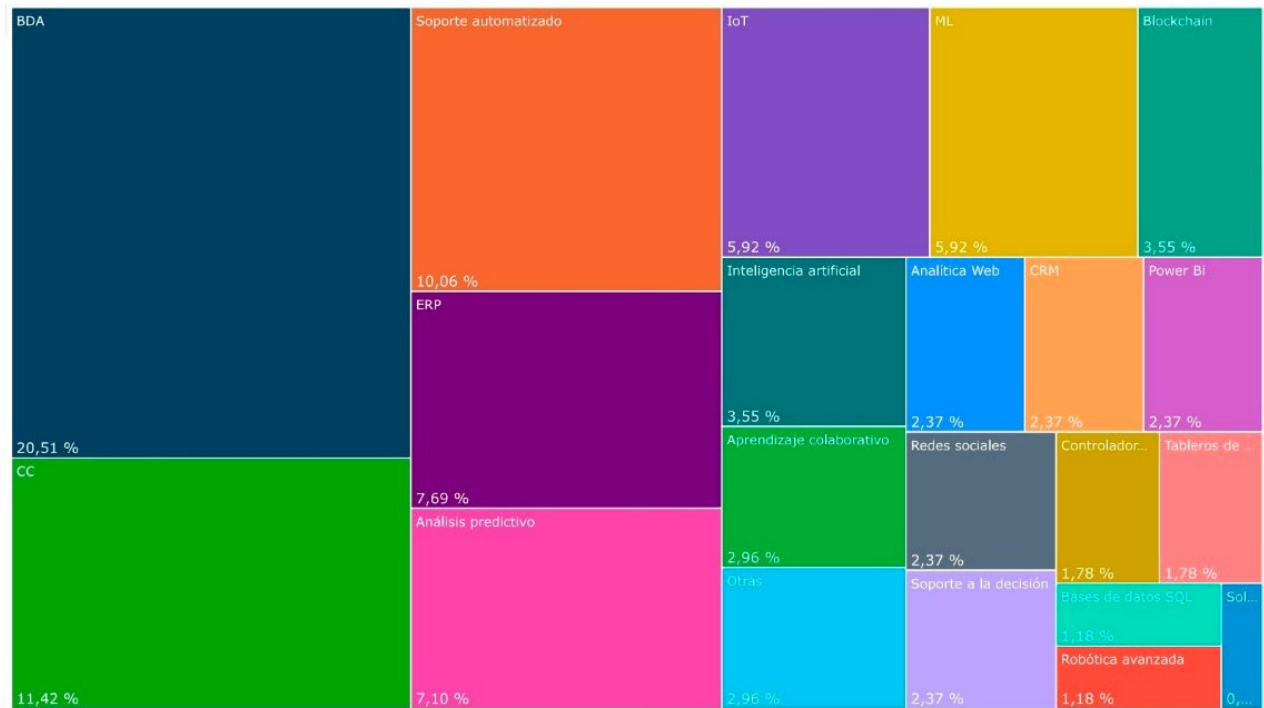 BDA
20,51 %
CC
11,42 %
Soporte automatizado
10,06 %
ERP
7,69 %
Análisis predictivo
7,10 %
IoT
5,92 %
ML
5,92 %
Blockchain
3,55 %
Inteligencia artificial
3,55 %
Analítica Web
2,37 %
CRM
2,37 %
Power Bi
2,37 %
Aprendizaje colaborativo
2,96 %
Otras
2,96 %
Redes sociales
2,37 %
Soporte a la decisión
2,37 %
Controlador...
1,78 %
Tableros de ...
1,78 %
Bases de datos SQL
1,18 %
Robótica avanzada
1,18 %
Sol...
0,...